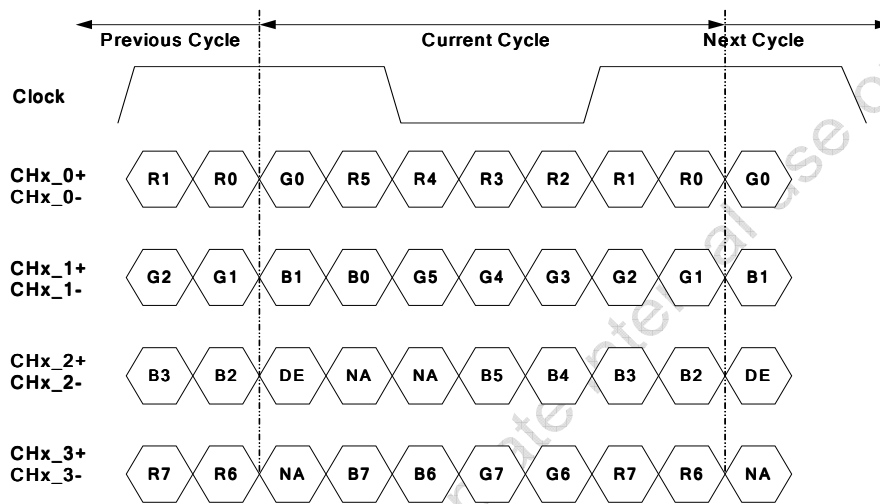 Previous Cycle Current Cycle Next Cycle
Clock
CHx_0+
CHx_0-
R1 R0 G0 R5 R4 R3 R2 R1 R0 G0
CHx_1+
CHx_1-
G2 G1 B1 B0 G5 G4 G3 G2 G1 B1
CHx_2+
CHx_2-
B3 B2 DE NA NA B5 B4 B3 B2 DE
CHx_3+
CHx_3-
R7 R6 NA B7 B6 G7 G6 R7 R6 NA
use